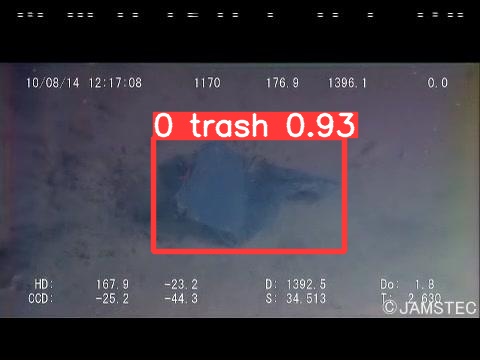 10/08/14 12:17:08 1170 176.9 1396.1 0.0
0 trash 0.93
HD: 167.9 -23.2 D: 1392.5 Do: 1.8
CCD: -25.2 -44.3 S: 34.513 T: 2.630
©JAMSTEC